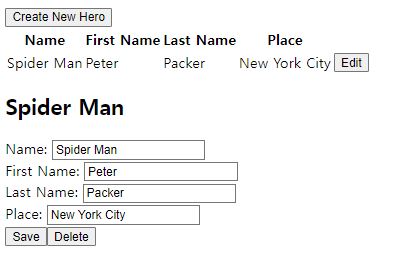 Create New Hero
Name First Name Last Name Place
Spider Man Peter Packer New York City Edit
Spider Man
Name: Spider Man
First Name: Peter
Last Name: Packer
Place: New York City
Save Delete